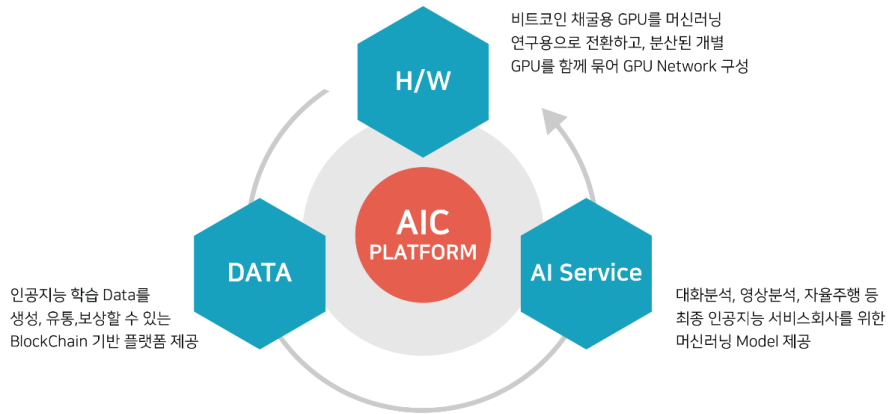 비트코인 채굴용 GPU를 머신러닝
연구용으로 전환하고, 분산된 개별
GPU를 함께 묶어 GPU Network 구성
H/W
AIC
PLATFORM
DATA
AI Service
인공지능 학습 Data를
생성, 유통,보상할 수 있는
BlockChain 기반 플랫폼 제공
대화분석, 영상분석, 자율주행 등
최종 인공지능 서비스회사를 위한
머신러닝 Model 제공